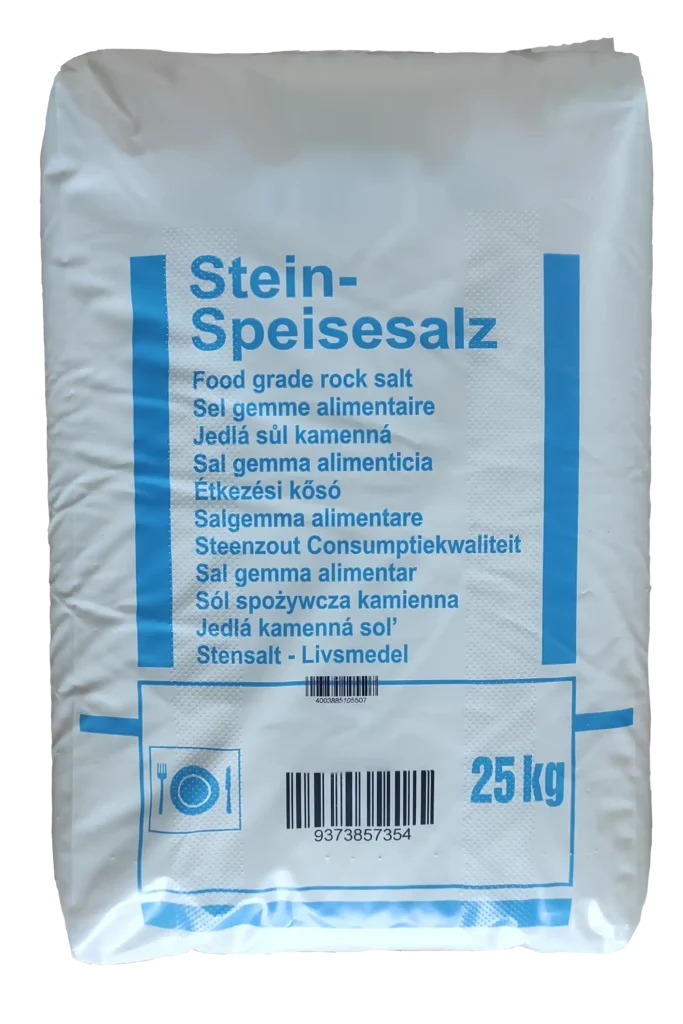 Stein-
Speisesalz
Food grade rock salt
Sel gemme alimentaire
Jedlá sůl kamenná
Sal gemma alimenticia
Étkezési kősó
Salgemma alimentare
Steenzout Consumptiekwaliteit
Sal gemma alimentar
Sól spożywcza kamienna
Jedlá kamenná sol’
Stensalt - Livsmedel
4003885105507
25 kg
9373857354